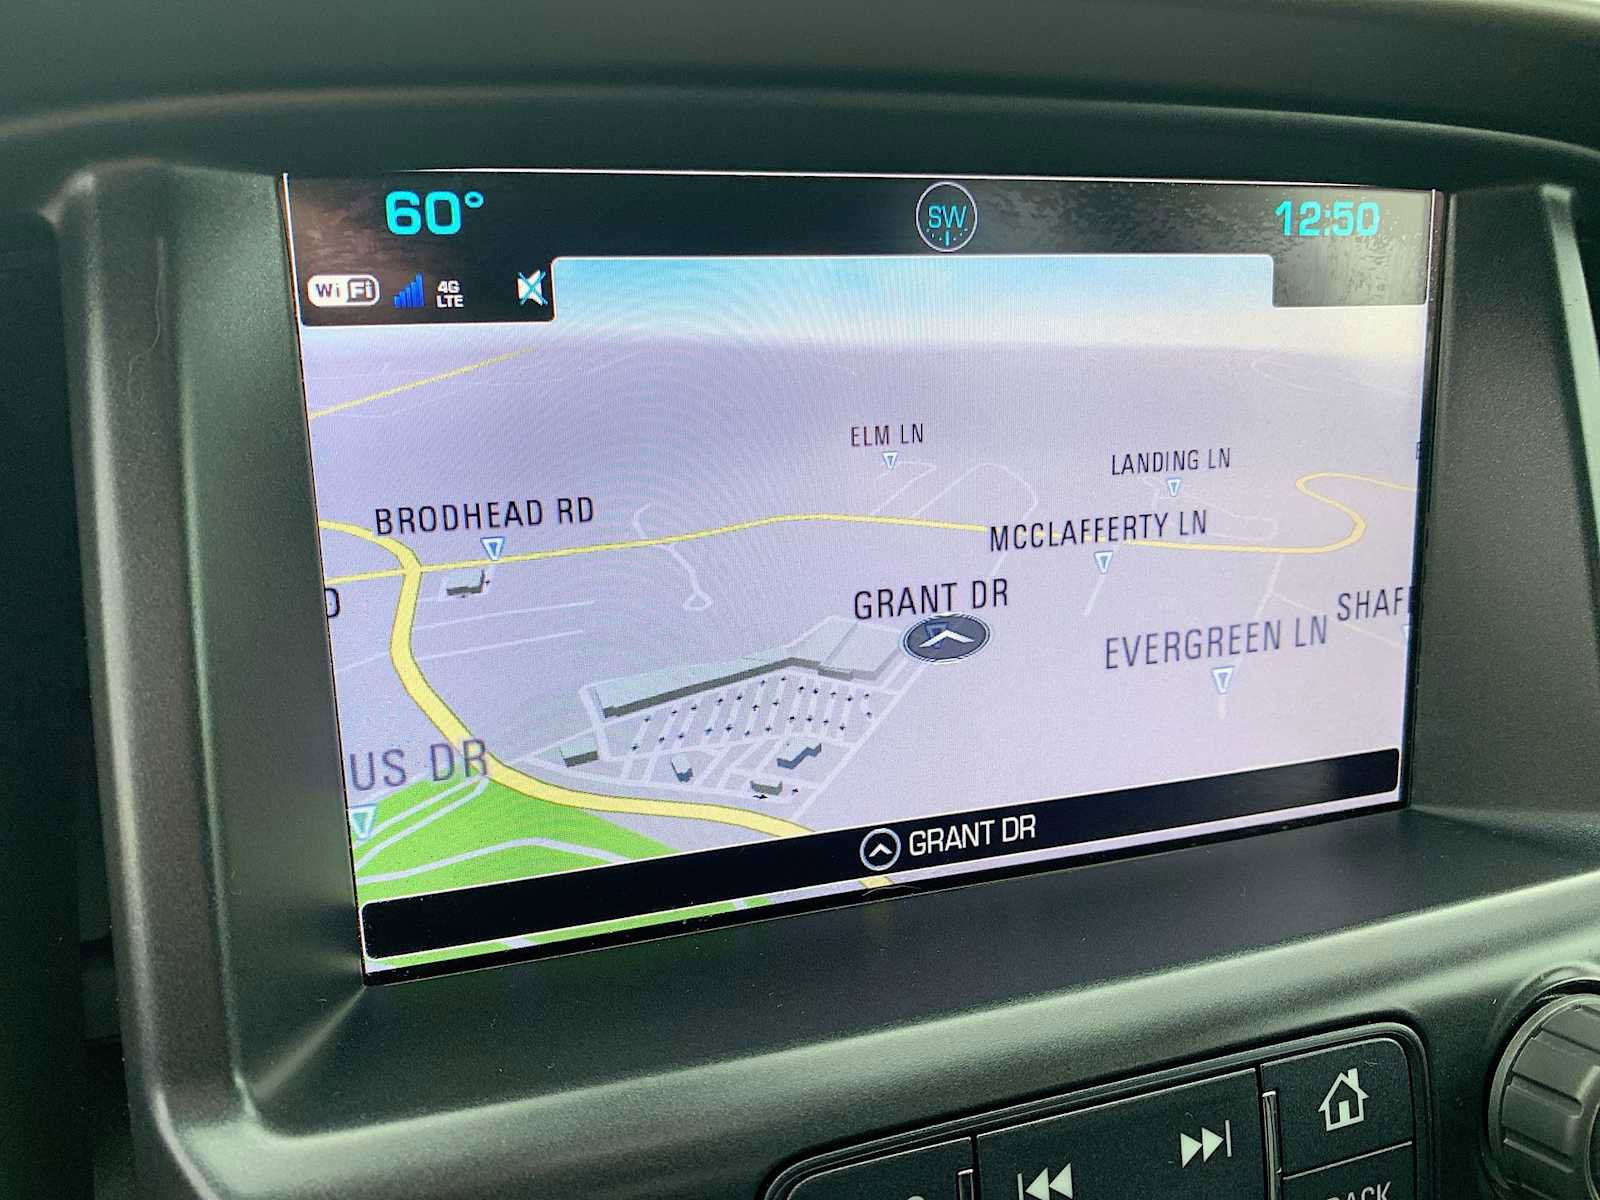 60°
SW
12:50
WiFi
4G
LTE
ELM LN
LANDING LN
BRODHEAD RD
MCCLAFFERTY LN
GRANT DR
EVERGREEN LN
US DR
GRANT DR